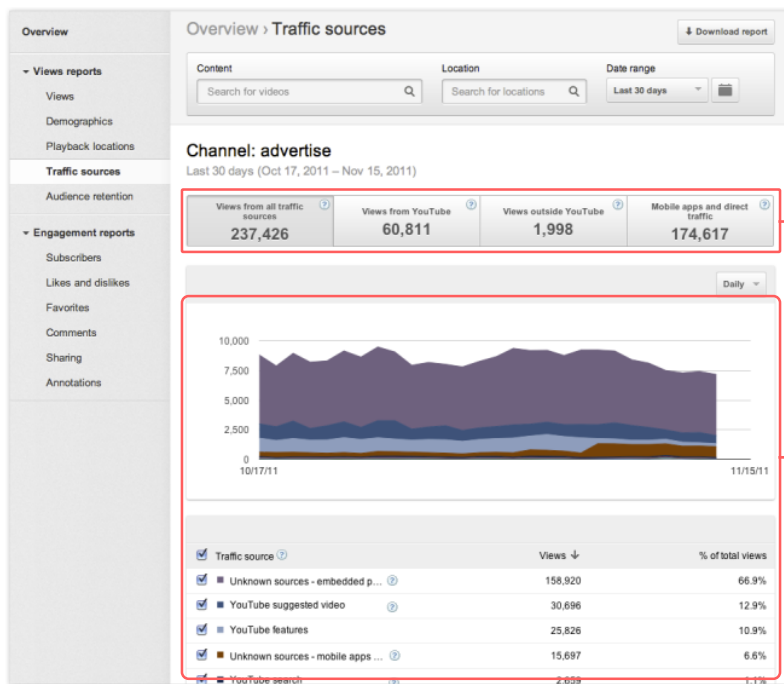 Overview
Views reports
Views
Demographics
Playback locations
Traffic sources
Audience retention
Engagement reports
Subscribers
Likes and dislikes
Favorites
Comments
Sharing
Annotations
Overview › Traffic sources
Download report
Content
Search for videos
Location
Search for locations
Date range
Last 30 days
Channel: advertise
Last 30 days (Oct 17, 2011 – Nov 15, 2011)
Views from all traffic
sources
237,426
Views from YouTube
60,811
Views outside YouTube
1,998
Mobile apps and direct
traffic
174,617
Daily
10,000
7,500
5,000
2,500
0
10/17/11 11/15/11
Traffic source Views ↓ % of total views
Unknown sources - embedded p... 158,920 66.9%
YouTube suggested video 30,696 12.9%
YouTube features 25,826 10.9%
Unknown sources - mobile apps ... 15,697 6.6%
YouTube search 2,659 1.1%